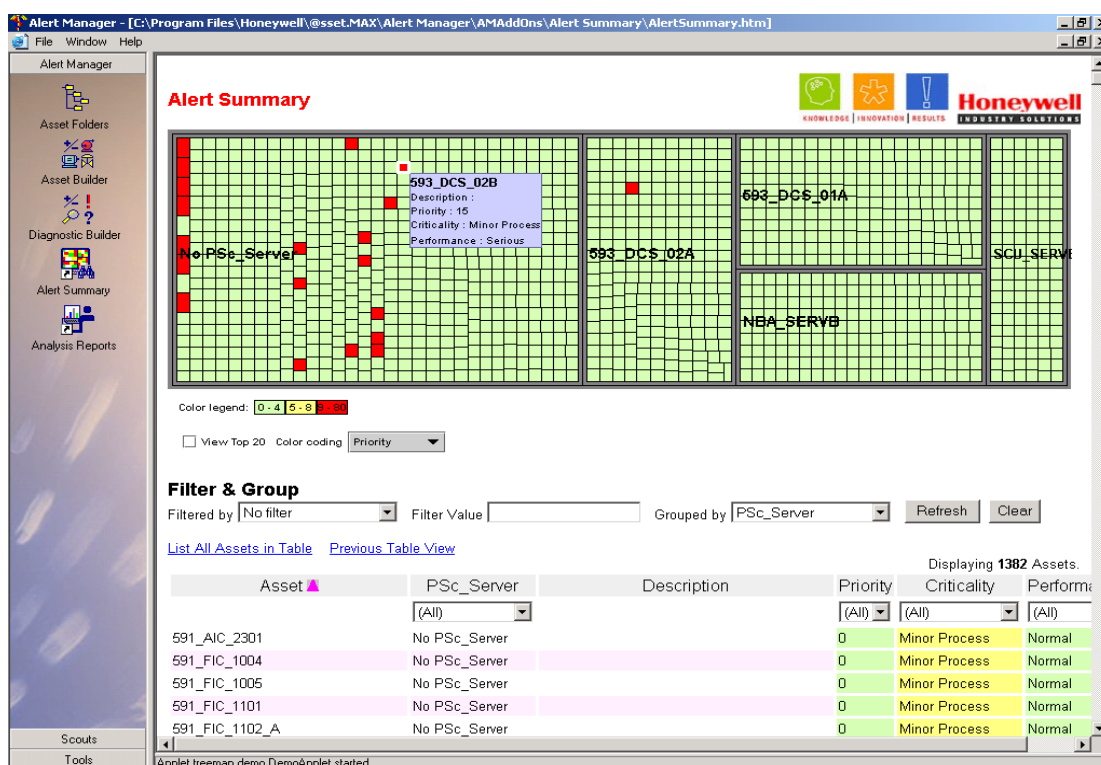 Alert Manager - [C:\Program Files\Honeywell\@sset.MAX\Alert Manager\AMAddOns\Alert Summary\AlertSummary.htm]
File Window Help
Alert Manager
Asset Folders
Asset Builder
Diagnostic Builder
Alert Summary
Analysis Reports
Scouts
Tools
Alert Summary
KNOWLEDGE | INNOVATION | RESULTS
Honeywell
INDUSTRY SOLUTIONS
No PSc_Server
593_DCS_02B
Description :
Priority : 15
Criticality : Minor Process
Performance : Serious
593_DCS_02A
593_DCS_01A
NBA_SERVB
SCU_SERVE
Color legend: 0 - 4 5 - 8 9 - 80
View Top 20 Color coding Priority
Filter & Group
Filtered by No filter Filter Value Grouped by PSc_Server Refresh Clear
List All Assets in Table Previous Table View
Displaying 1382 Assets.
Asset PSc_Server Description Priority Criticality Performa
(All) (All) (All) (All)
591_AIC_2301 No PSc_Server 0 Minor Process Normal
591_FIC_1004 No PSc_Server 0 Minor Process Normal
591_FIC_1005 No PSc_Server 0 Minor Process Normal
591_FIC_1101 No PSc_Server 0 Minor Process Normal
591_FIC_1102_A No PSc_Server 0 Minor Process Normal
Applet treemap demo DemoApplet started